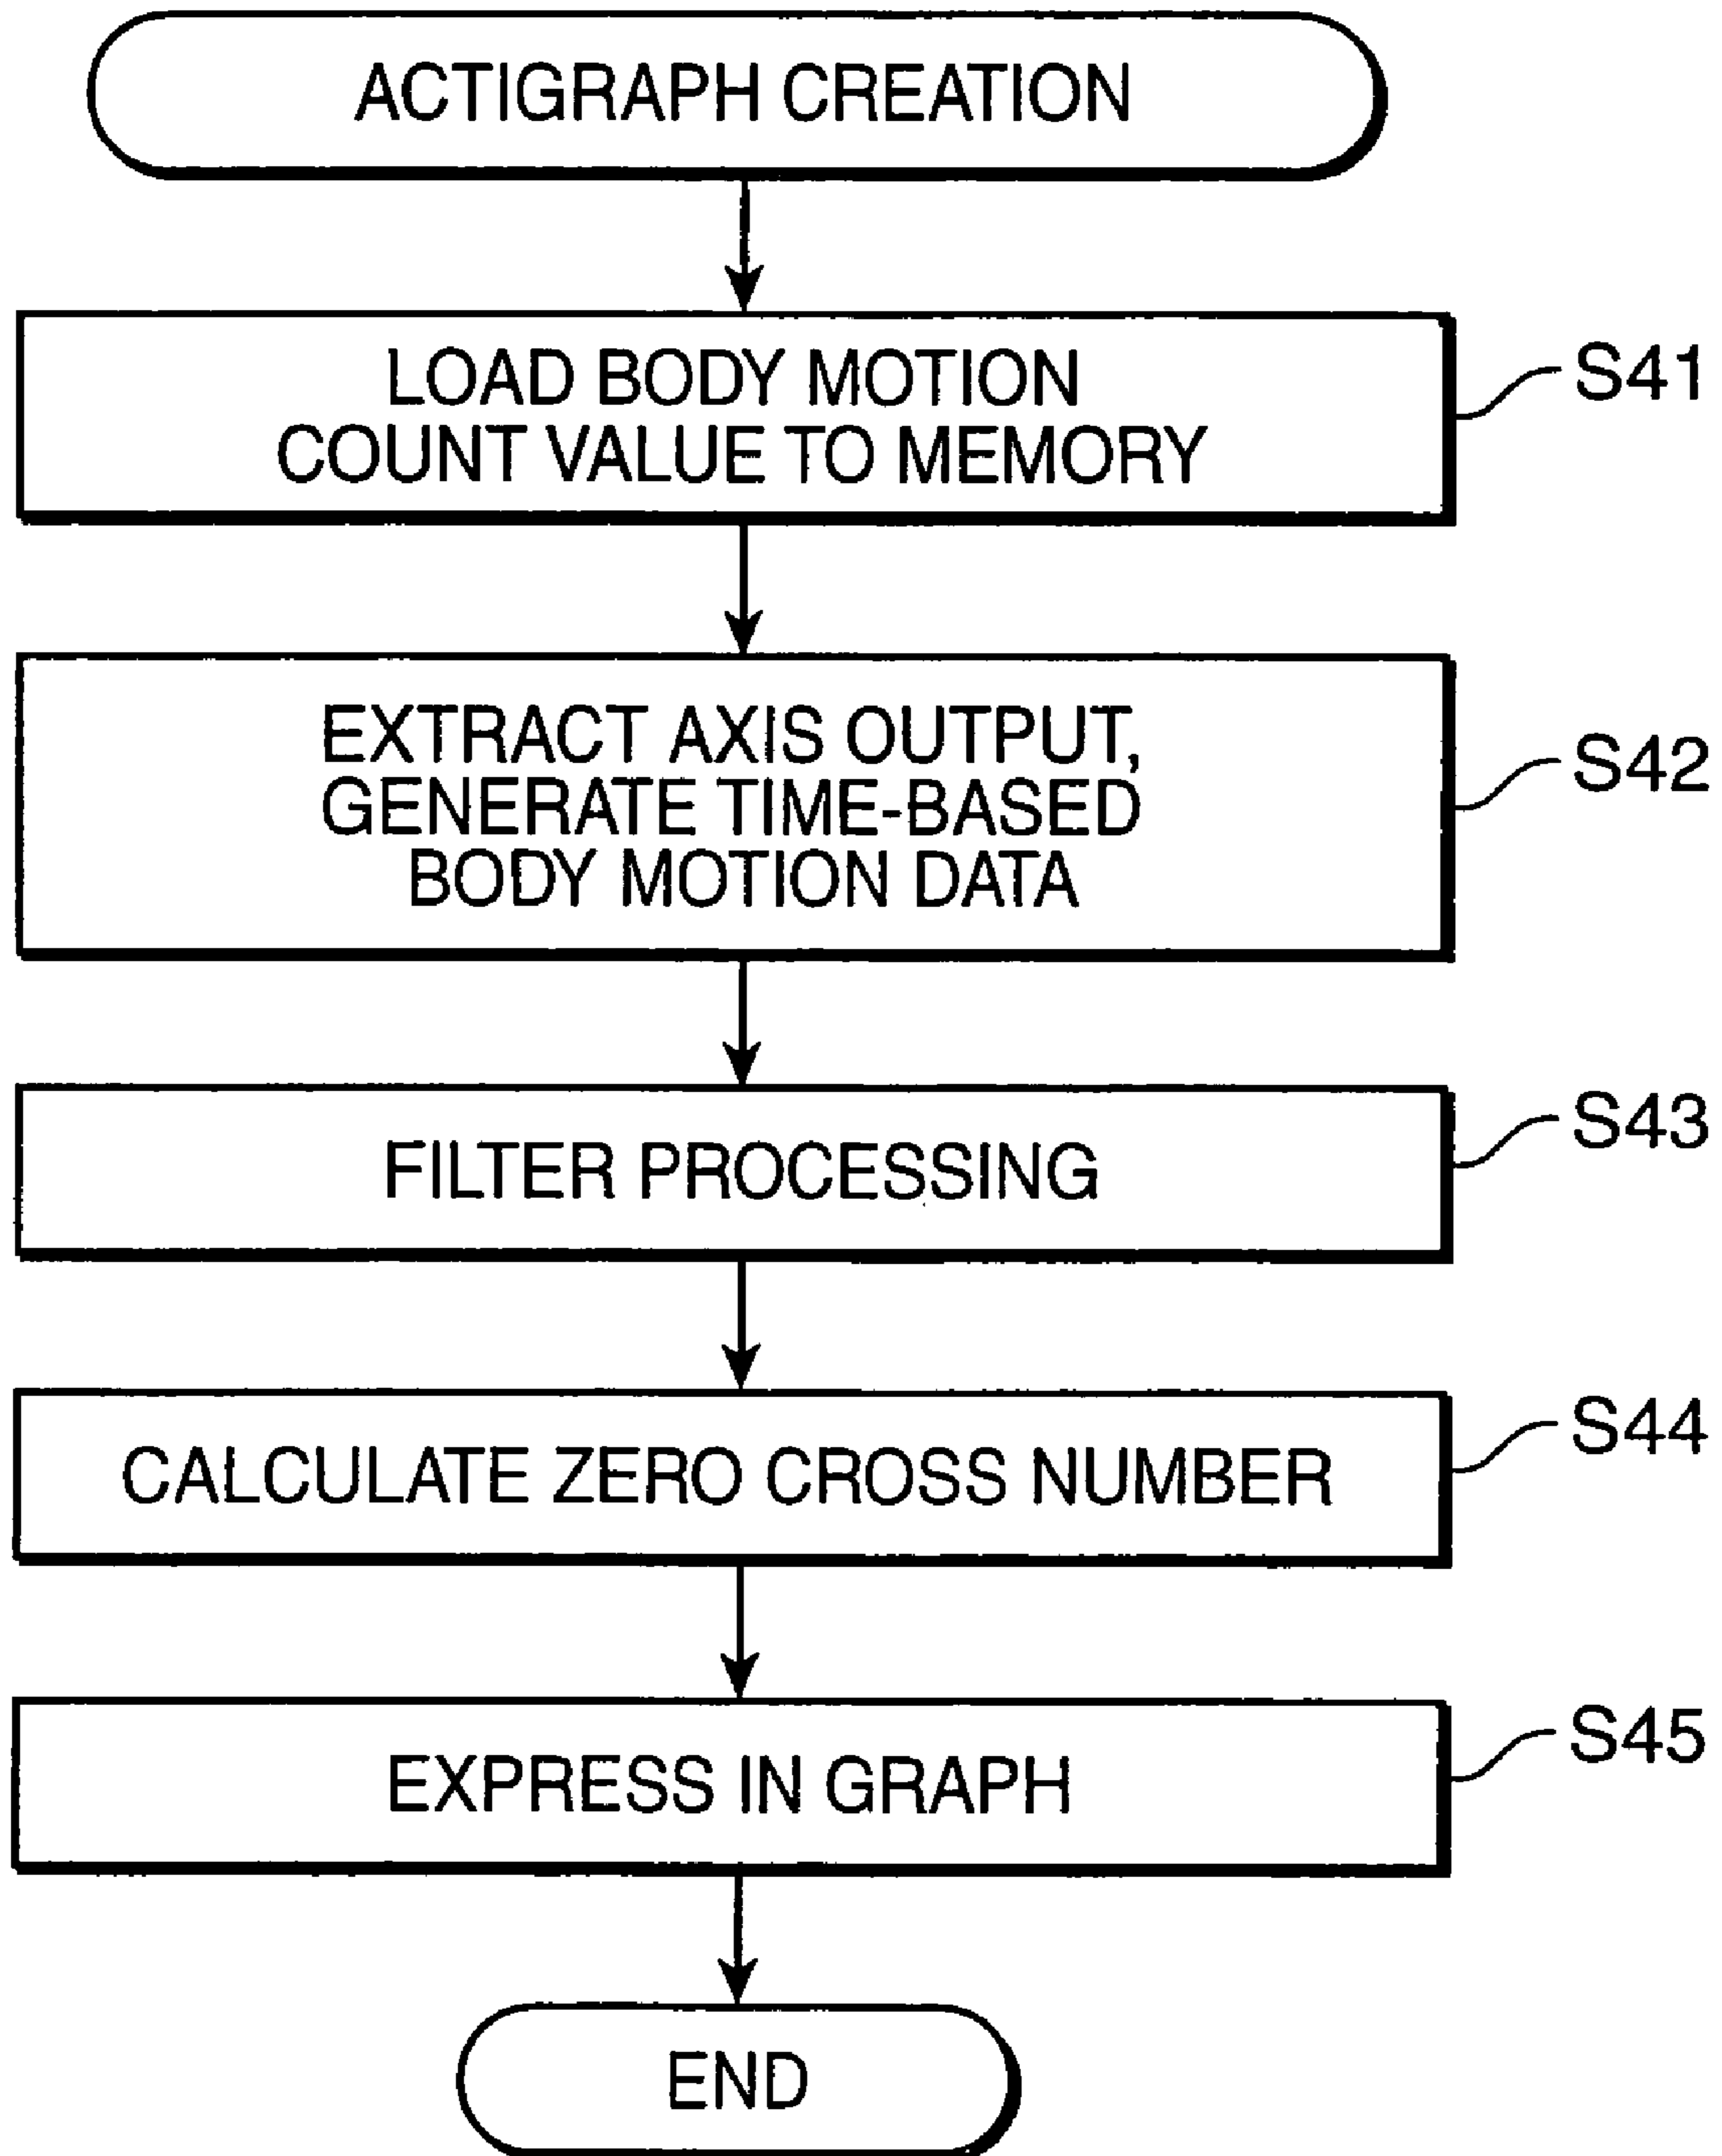 ACTIGRAPH CREATION
LOAD BODY MOTION
COUNT VALUE TO MEMORY
S41
EXTRACT AXIS OUTPUT,
GENERATE TIME-BASED
BODY MOTION DATA
S42
FILTER PROCESSING
S43
CALCULATE ZERO CROSS NUMBER
S44
EXPRESS IN GRAPH
S45
END